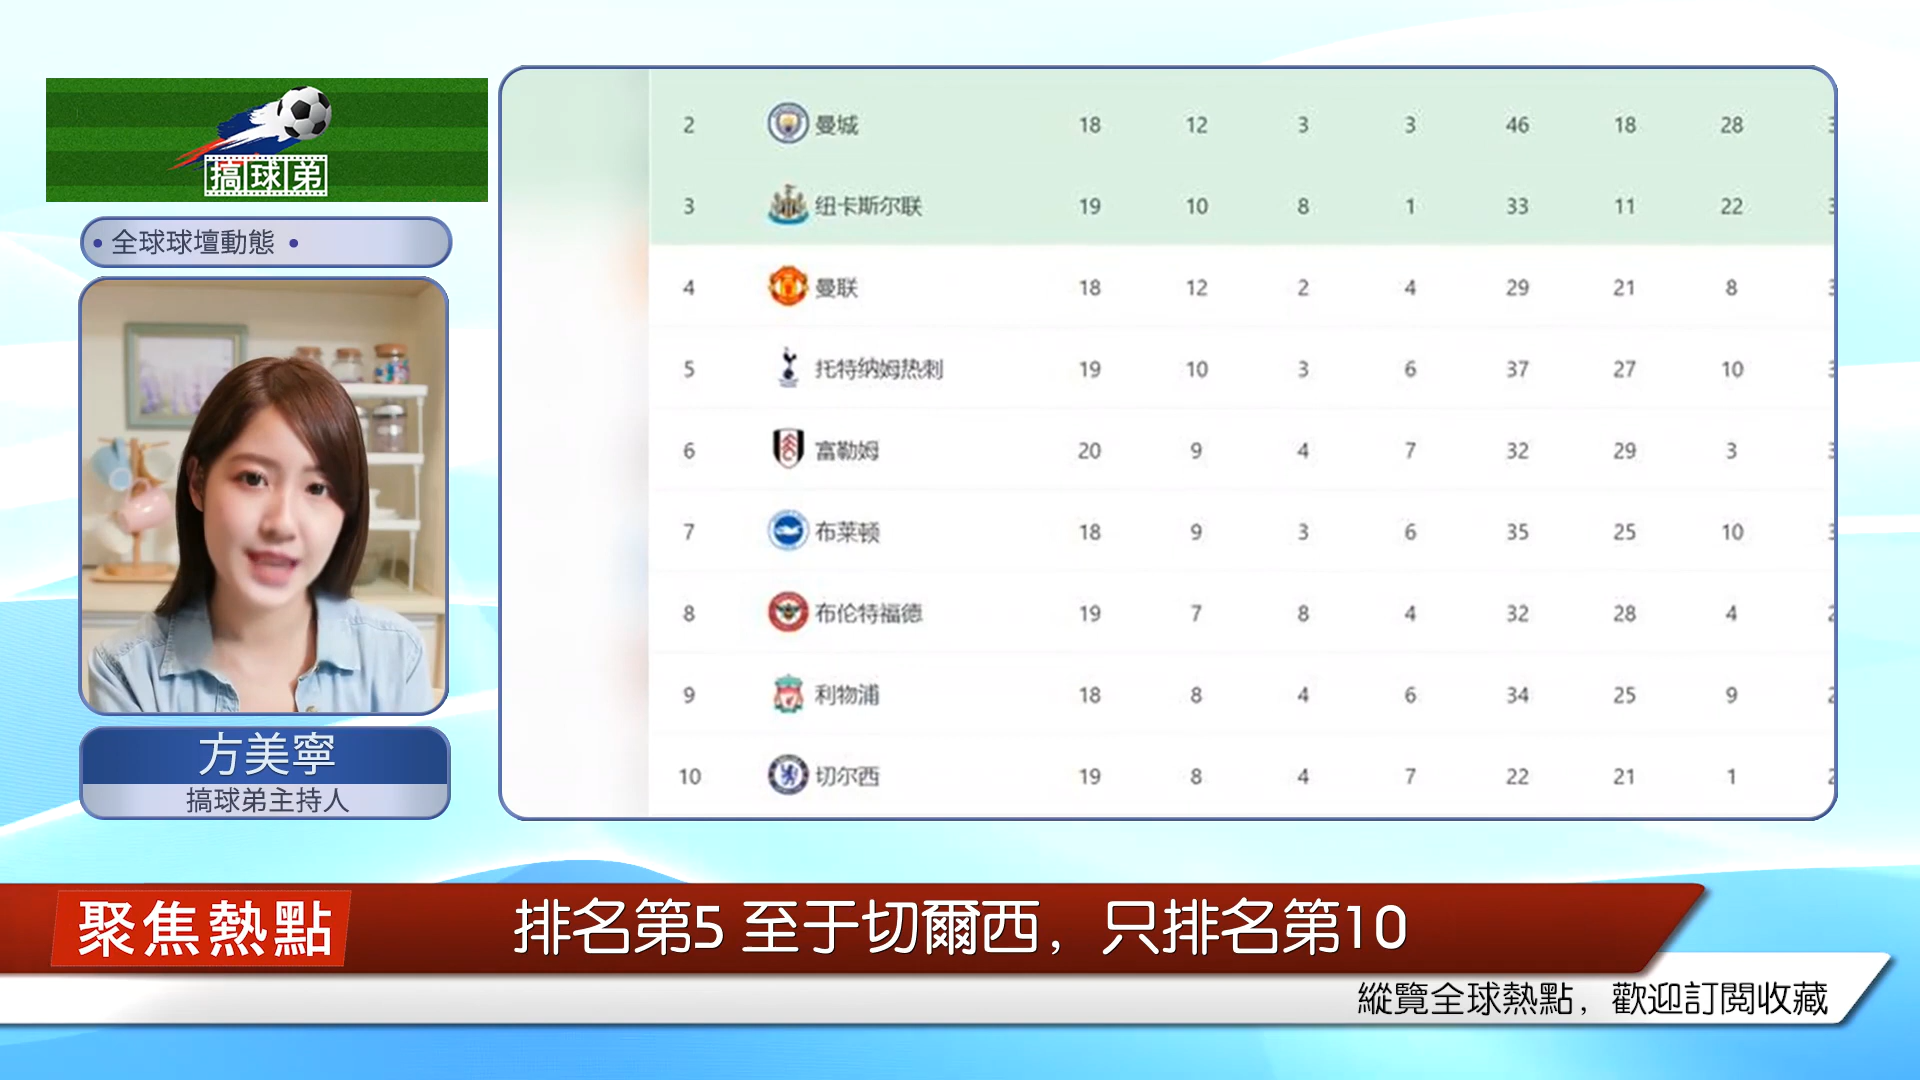 搞球弟
• 全球球壇動態 •
方美寧
搞球弟主持人
2 曼城 18 12 3 3 46 18 28
3 纽卡斯尔联 19 10 8 1 33 11 22
4 曼联 18 12 2 4 29 21 8
5 托特纳姆热刺 19 10 3 6 37 27 10
6 富勒姆 20 9 4 7 32 29 3
7 布莱顿 18 9 3 6 35 25 10
8 布伦特福德 19 7 8 4 32 28 4
9 利物浦 18 8 4 6 34 25 9
10 切尔西 19 8 4 7 22 21 1
聚焦熱點
排名第5 至于切爾西，只排名第10
縱覽全球熱點，歡迎訂閱收藏